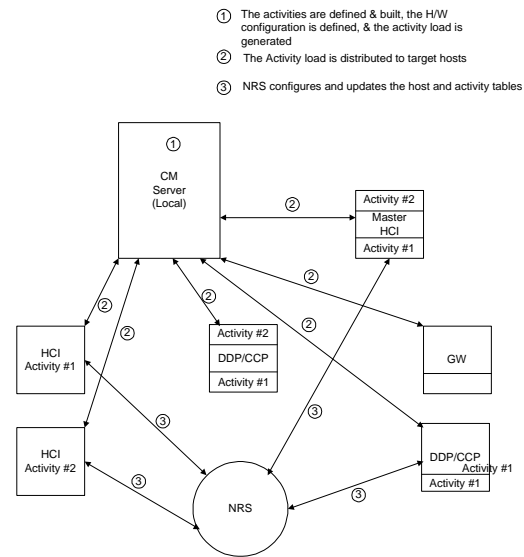 1 The activities are defined & built, the H/W
configuration is defined, & the activity load is
generated
2 The Activity load is distributed to target hosts
3 NRS configures and updates the host and activity tables
1
CM
Server
(Local)
2
Activity #2
Master
HCI
Activity #1
2
2
2
2
2
HCI
Activity #1
Activity #2
DDP/CCP
Activity #1
GW
3
3
HCI
Activity #2
DDP/CCP
Activity #1
Activity #1
3
3
NRS